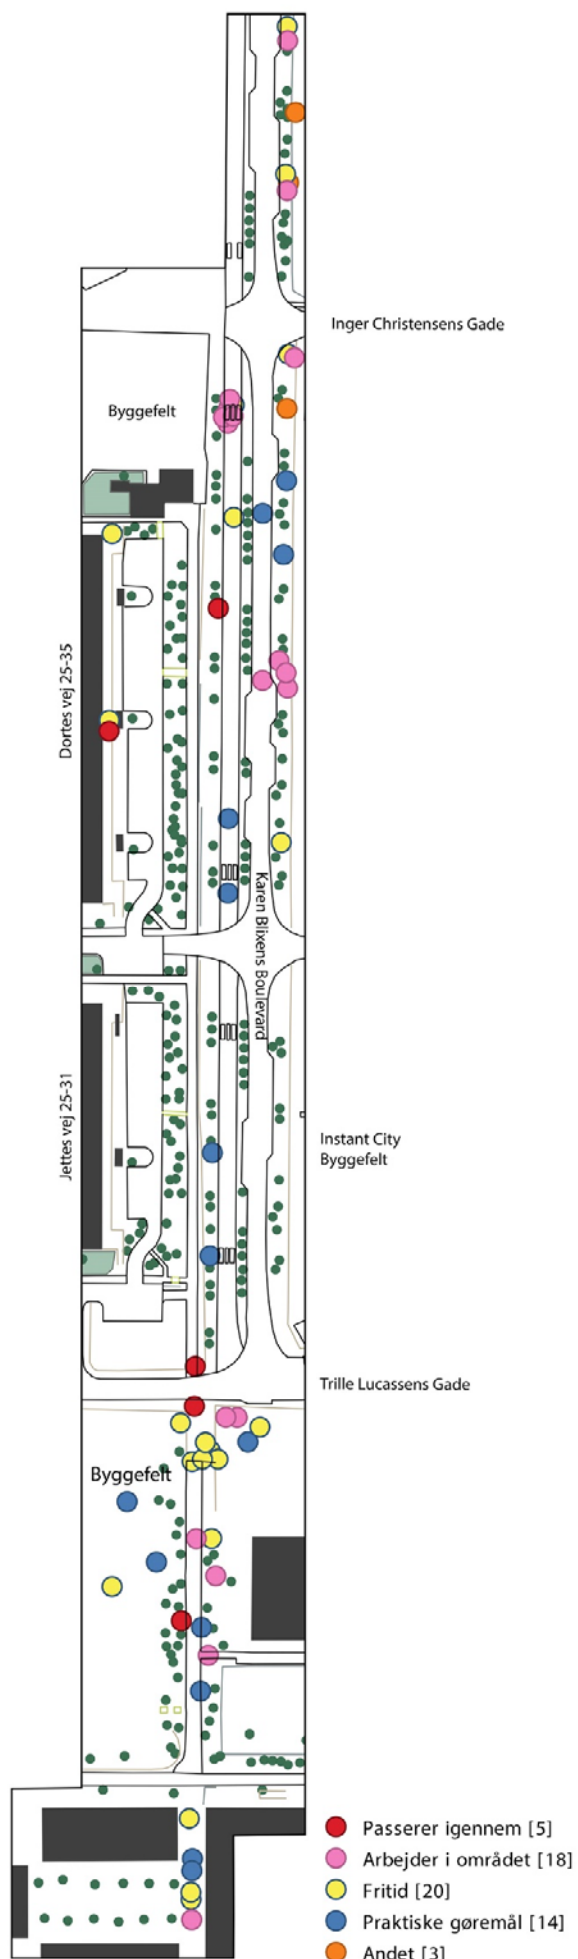 Inger Christensens Gade
Byggefelt
Dortes vej 25-35
Karen Blixens Boulevard
Jettes vej 25-31
Instant City
Byggefelt
Trille Lucassens Gade
Byggefelt
Passerer igennem [5]
Arbejder i området [18]
Fritid [20]
Praktiske gøremål [14]
Andet [3]